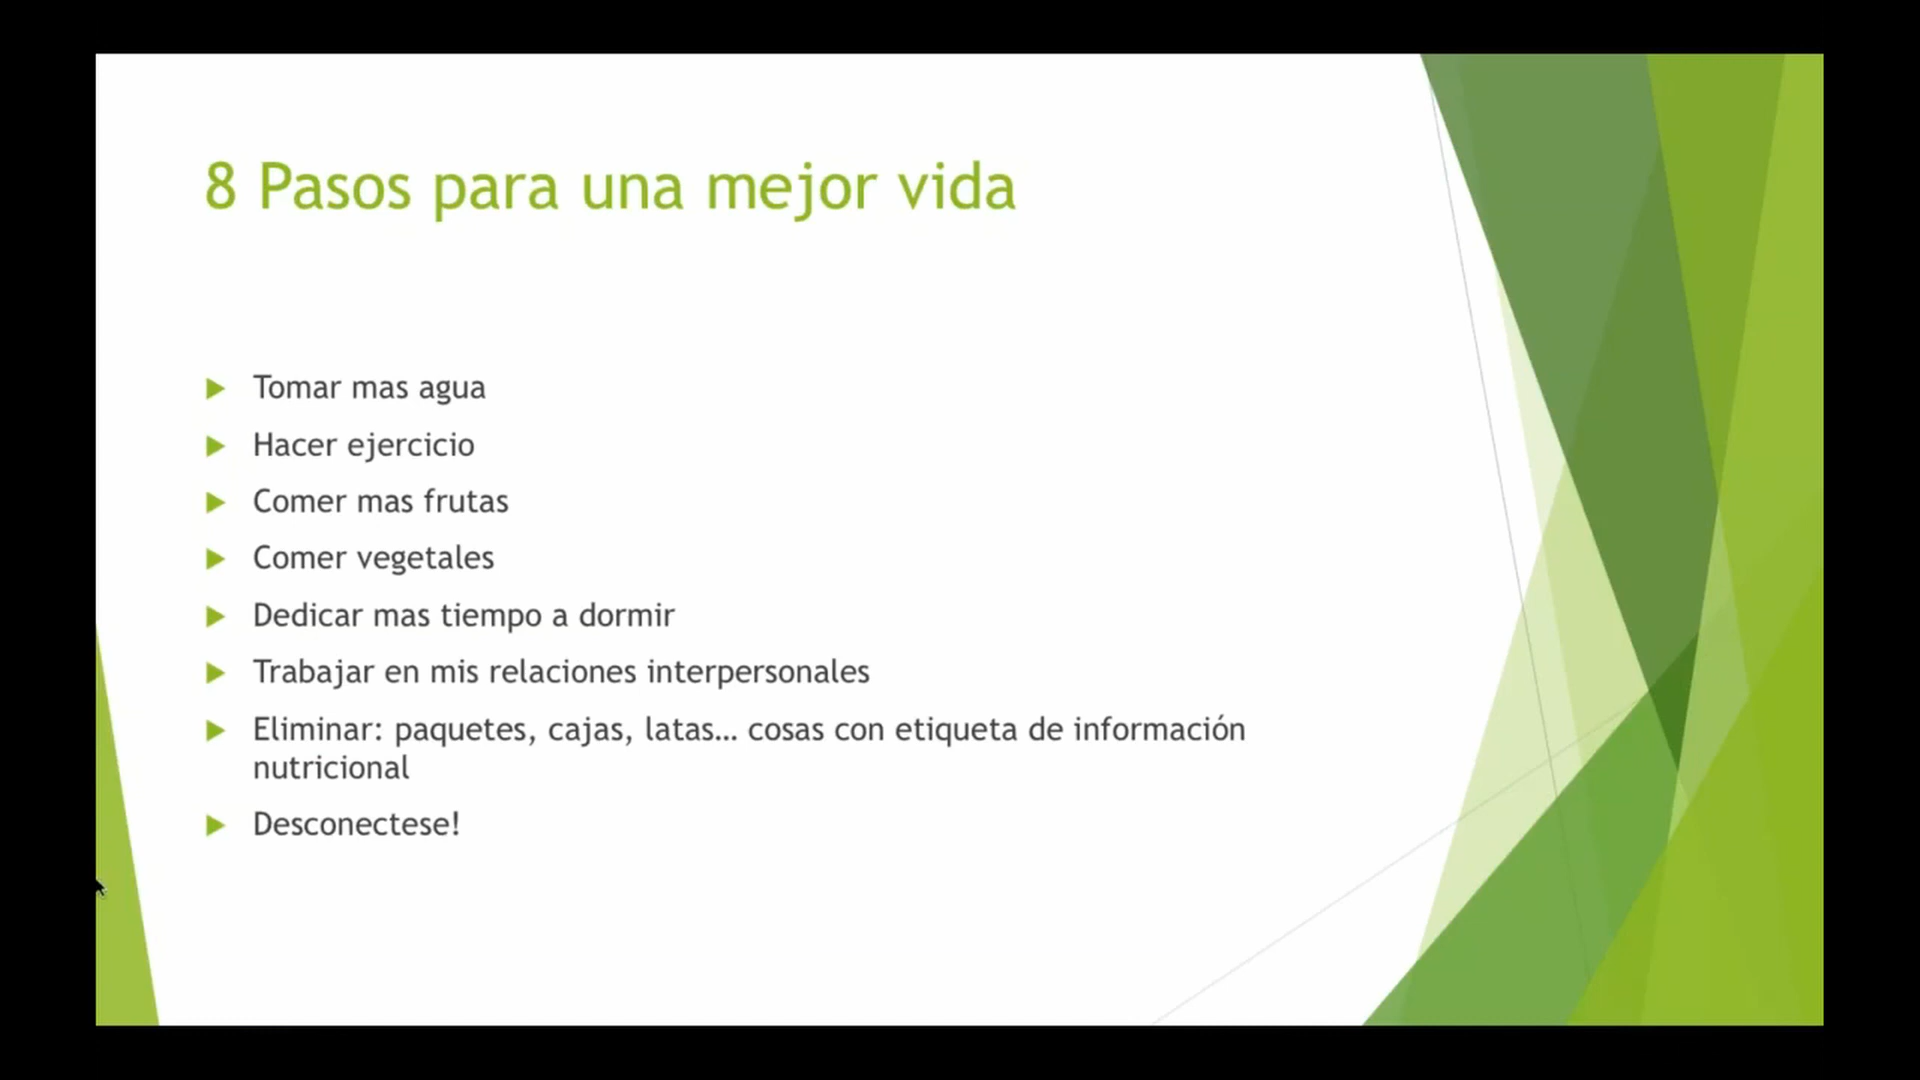 8 Pasos para una mejor vida
Tomar mas agua
Hacer ejercicio
Comer mas frutas
Comer vegetales
Dedicar mas tiempo a dormir
Trabajar en mis relaciones interpersonales
Eliminar: paquetes, cajas, latas… cosas con etiqueta de información
nutricional
Desconectese!